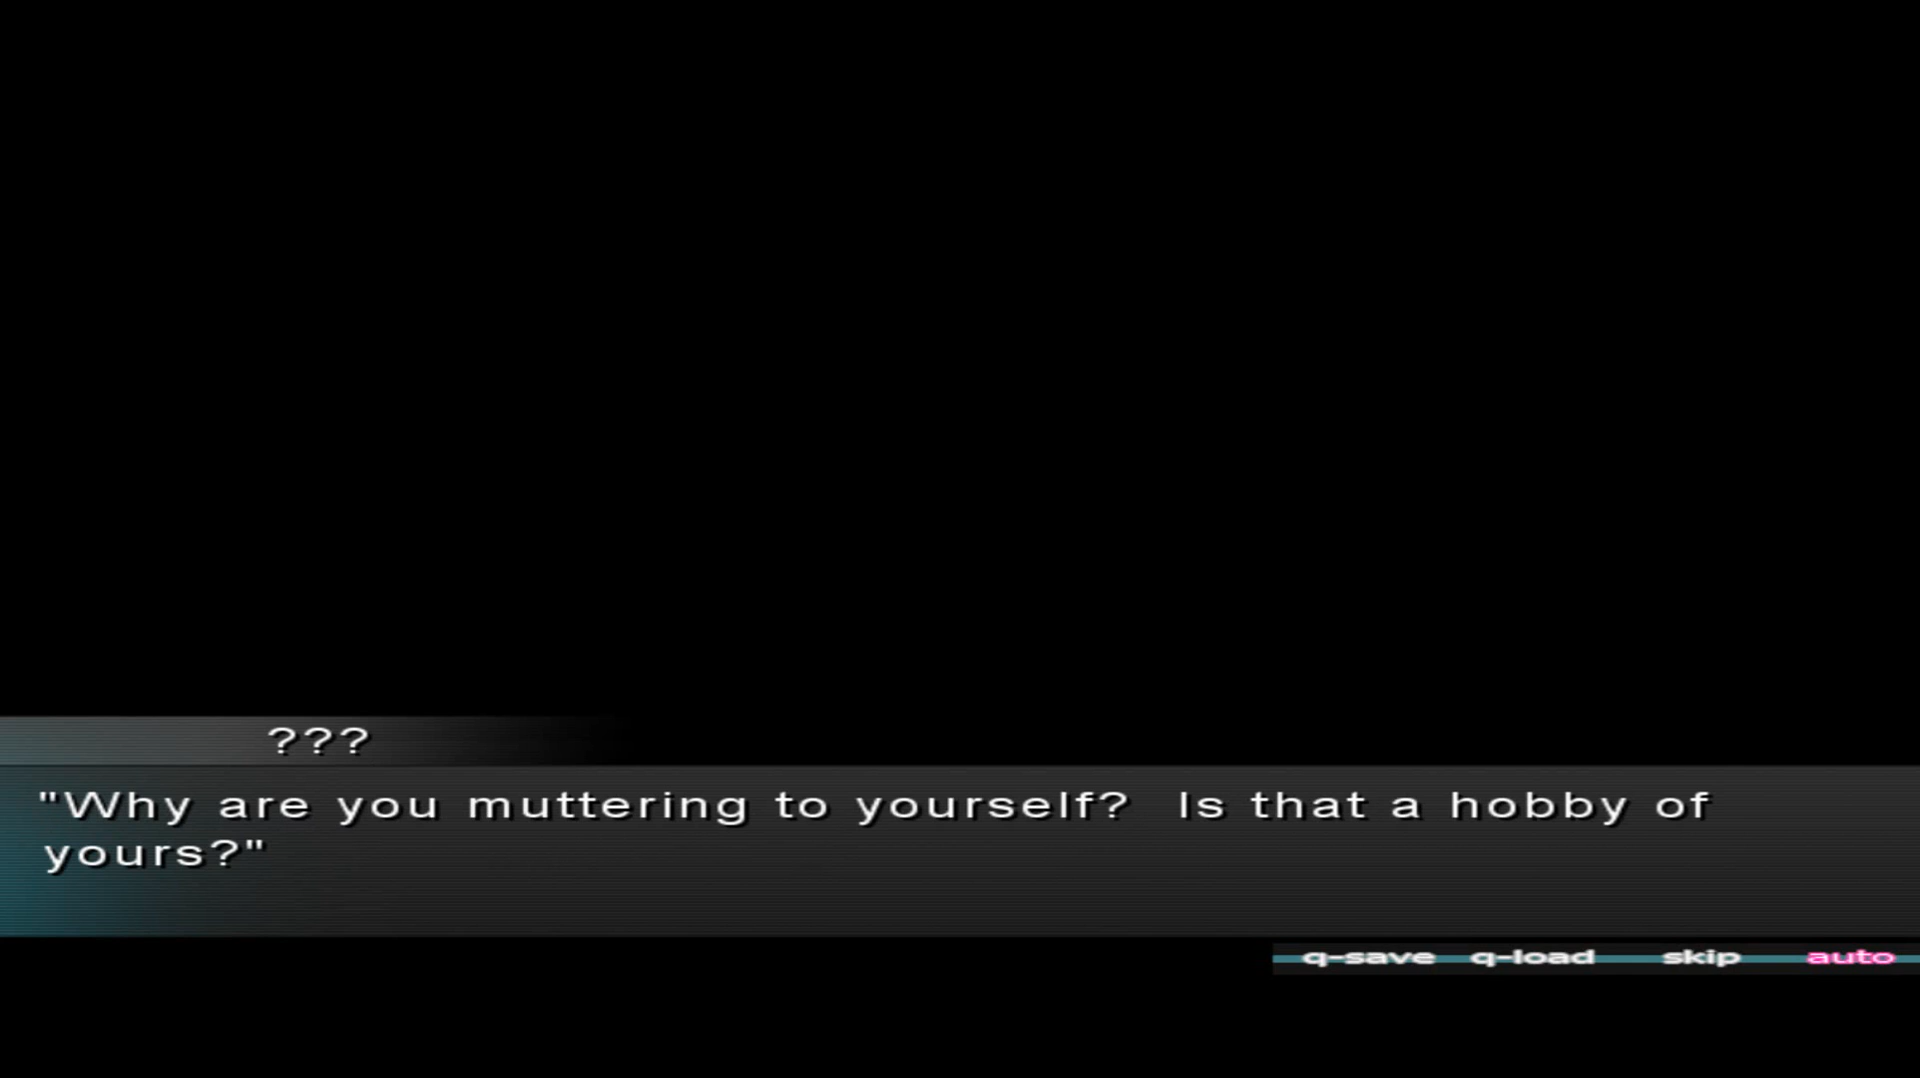 ???
"Why are you muttering to yourself?  Is that a hobby of
yours?"
q-save q-load skip auto